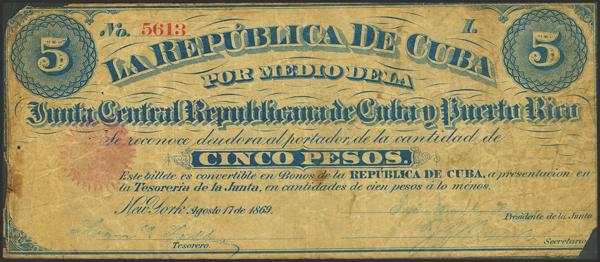 5 No. 5613 I. 5
LA REPÚBLICA DE CUBA
POR MEDIO DE LA
Junta Central Republicana de Cuba y Puerto Rico
Se reconoce deudora al portador, de la cantidad de
CINCO PESOS.
Este billete es convertible en Bonos de la REPÚBLICA DE CUBA, a presentacion en
la Tesorería de la Junta, en cantidades de cien pesos á lo menos.
New York Agosto 17 de 1869.
Presidente de la Junta
Tesorero. Secretario